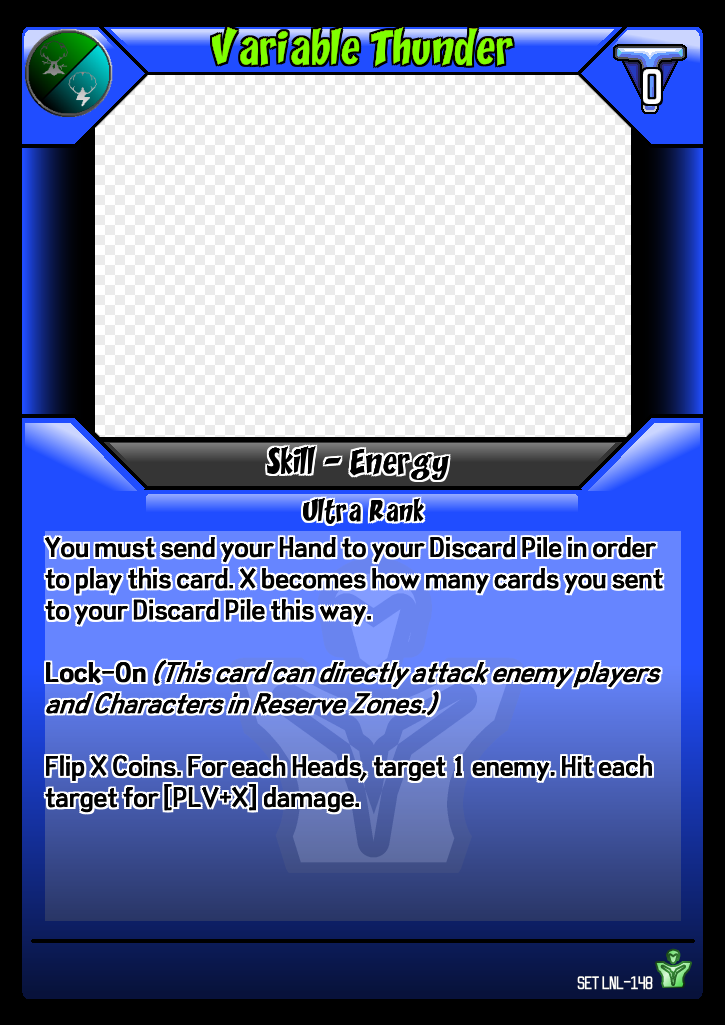 Variable Thunder
0
Skill - Energy
Ultra Rank
You must send your Hand to your Discard Pile in order
to play this card. X becomes how many cards you sent
to your Discard Pile this way.
Lock-On (This card can directly attack enemy players
and Characters in Reserve Zones.)
Flip X Coins. For each Heads, target 1 enemy. Hit each
target for [PLV+X] damage.
SET LNL-148